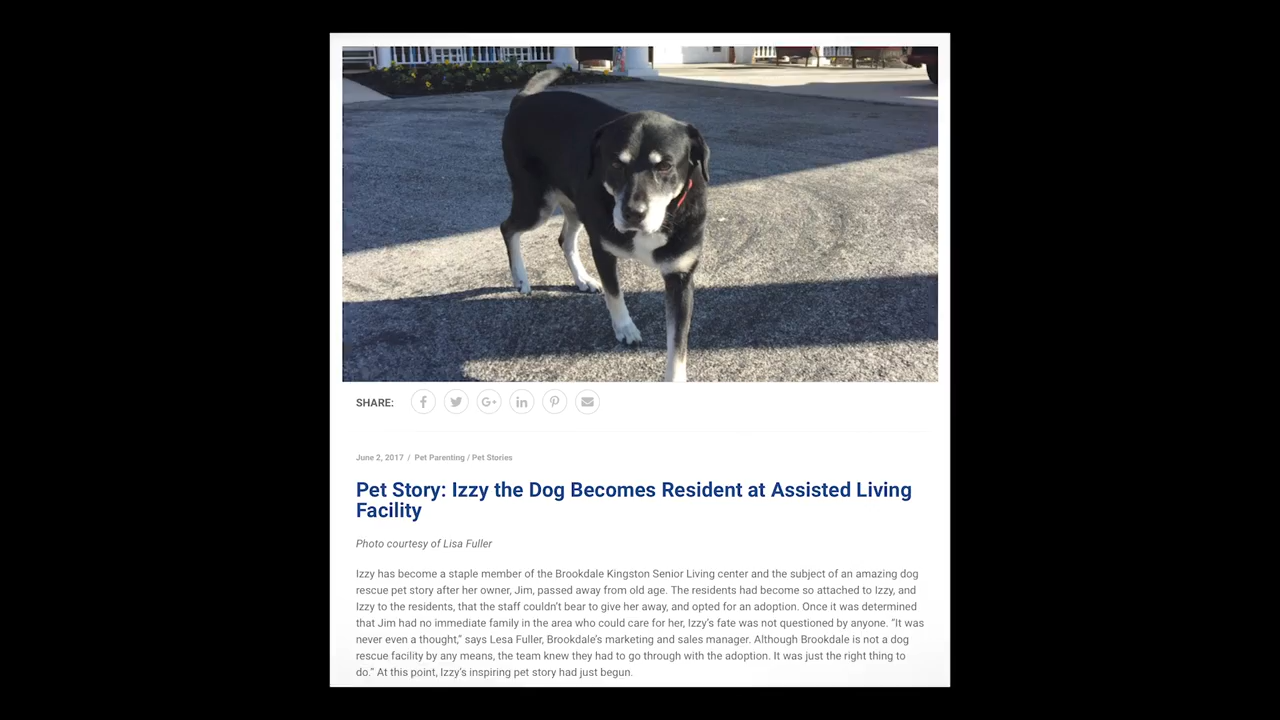 SHARE:
June 2, 2017 / Pet Parenting / Pet Stories
Pet Story: Izzy the Dog Becomes Resident at Assisted Living
Facility
Photo courtesy of Lisa Fuller
Izzy has become a staple member of the Brookdale Kingston Senior Living center and the subject of an amazing dog
rescue pet story after her owner, Jim, passed away from old age. The residents had become so attached to Izzy, and
Izzy to the residents, that the staff couldn’t bear to give her away, and opted for an adoption. Once it was determined
that Jim had no immediate family in the area who could care for her, Izzy’s fate was not questioned by anyone. “It was
never even a thought,” says Lesa Fuller, Brookdale’s marketing and sales manager. Although Brookdale is not a dog
rescue facility by any means, the team knew they had to go through with the adoption. It was just the right thing to
do.” At this point, Izzy’s inspiring pet story had just begun.